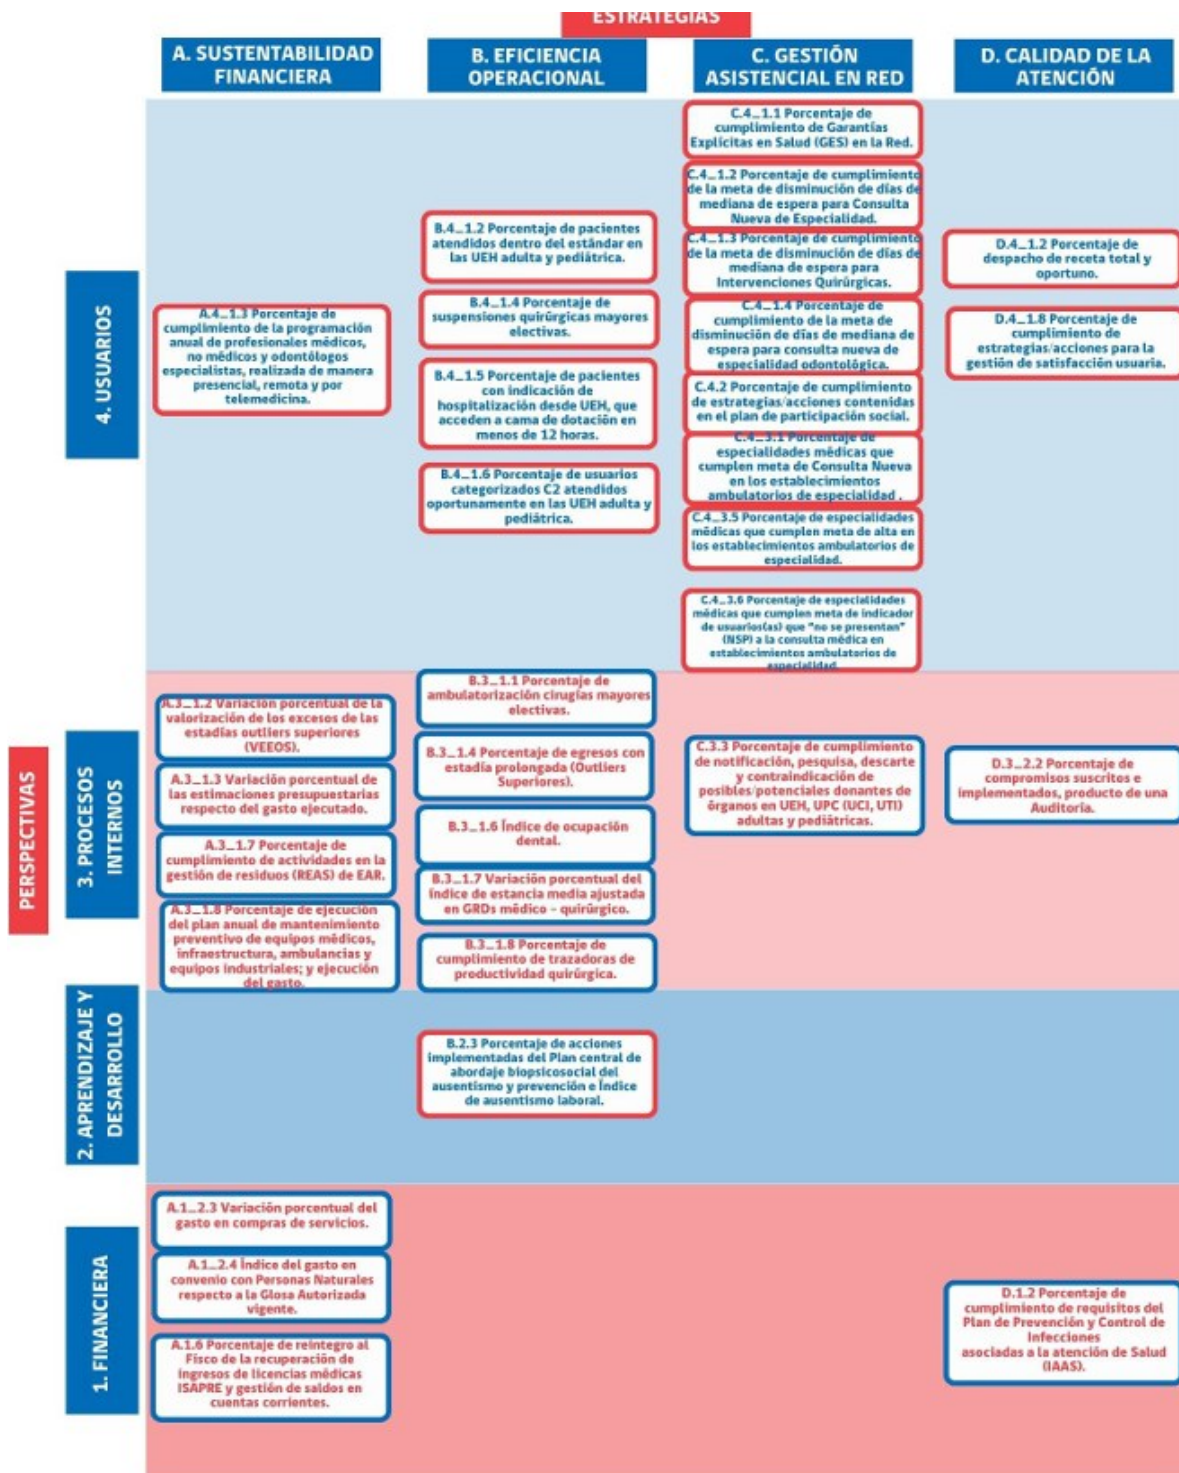 ESTRATEGIAS
A. SUSTENTABILIDAD
FINANCIERA
B. EFICIENCIA
OPERACIONAL
C. GESTIÓN
ASISTENCIAL EN RED
D. CALIDAD DE LA
ATENCIÓN
PERSPECTIVAS
4. USUARIOS
A.4_1.3 Porcentaje de
cumplimiento de la programación
anual de profesionales médicos,
no médicos y odontólogos
especialistas, realizada de manera
presencial, remota y por
telemedicina.
B.4_1.2 Porcentaje de pacientes
atendidos dentro del estándar en
las UEH adulta y pediátrica.
B.4_1.4 Porcentaje de
suspensiones quirúrgicas mayores
electivas.
B.4_1.5 Porcentaje de pacientes
con indicación de
hospitalización desde UEH, que
acceden a cama de dotación en
menos de 12 horas.
B.4_1.6 Porcentaje de usuarios
categorizados C2 atendidos
oportunamente en las UEH adulta y
pediátrica.
C.4_1.1 Porcentaje de
cumplimiento de Garantías
Explícitas en Salud (GES) en la Red.
C.4_1.2 Porcentaje de cumplimiento
de la meta de disminución de días de
mediana de espera para Consulta
Nueva de Especialidad.
C.4_1.3 Porcentaje de cumplimiento
de la meta de disminución de días de
mediana de espera para
Intervenciones Quirúrgicas.
C.4_1.4 Porcentaje de
cumplimiento de la meta de
disminución de días de mediana de
espera para consulta nueva de
especialidad odontológica.
C.4.2 Porcentaje de cumplimiento
de estrategias/acciones contenidas
en el plan de participación social.
C.4_3.1 Porcentaje de
especialidades médicas que
cumplen meta de Consulta Nueva
en los establecimientos
ambulatorios de especialidad .
C.4_3.5 Porcentaje de especialidades
médicas que cumplen meta de alta en
los establecimientos ambulatorios de
especialidad.
C.4_3.6 Porcentaje de especialidades
médicas que cumplen meta de indicador
de usuarios(as) que "no se presentan"
(NSP) a la consulta médica en
establecimientos ambulatorios de
especialidad.
D.4_1.2 Porcentaje de
despacho de receta total y
oportuno.
D.4_1.8 Porcentaje de
cumplimiento de
estrategias/acciones para la
gestión de satisfacción usuaria.
3. PROCESOS
INTERNOS
A.3_1.2 Variación porcentual de la
valorización de los excesos de las
estadías outliers superiores
(VEEOS).
A.3_1.3 Variación porcentual de
las estimaciones presupuestarias
respecto del gasto ejecutado.
A.3_1.7 Porcentaje de
cumplimiento de actividades en la
gestión de residuos (REAS) de EAR.
A.3_1.8 Porcentaje de ejecución
del plan anual de mantenimiento
preventivo de equipos médicos,
infraestructura, ambulancias y
equipos industriales; y ejecución
del gasto.
B.3_1.1 Porcentaje de
ambulatorización cirugías mayores
electivas.
B.3_1.4 Porcentaje de egresos con
estadía prolongada (Outliers
Superiores).
B.3_1.6 Índice de ocupación
dental.
B.3_1.7 Variación porcentual del
índice de estancia media ajustada
en GRDs médico – quirúrgico.
B.3_1.8 Porcentaje de
cumplimiento de trazadoras de
productividad quirúrgica.
C.3.3 Porcentaje de cumplimiento
de notificación, pesquisa, descarte
y contraindicación de
posibles/potenciales donantes de
órganos en UEH, UPC (UCI, UTI)
adultas y pediátricas.
D.3_2.2 Porcentaje de
compromisos suscritos e
implementados, producto de una
Auditoría.
2. APRENDIZAJE Y
DESARROLLO
B.2.3 Porcentaje de acciones
implementadas del Plan central de
abordaje biopsicosocial del
ausentismo y prevención e Índice
de ausentismo laboral.
1. FINANCIERA
A.1_2.3 Variación porcentual del
gasto en compras de servicios.
A.1_2.4 Índice del gasto en
convenio con Personas Naturales
respecto a la Glosa Autorizada
vigente.
A.1.6 Porcentaje de reintegro al
Fisco de la recuperación de
ingresos de licencias médicas
ISAPRE y gestión de saldos en
cuentas corrientes.
D.1.2 Porcentaje de
cumplimiento de requisitos del
Plan de Prevención y Control de
Infecciones
asociadas a la atención de Salud
(IAAS).